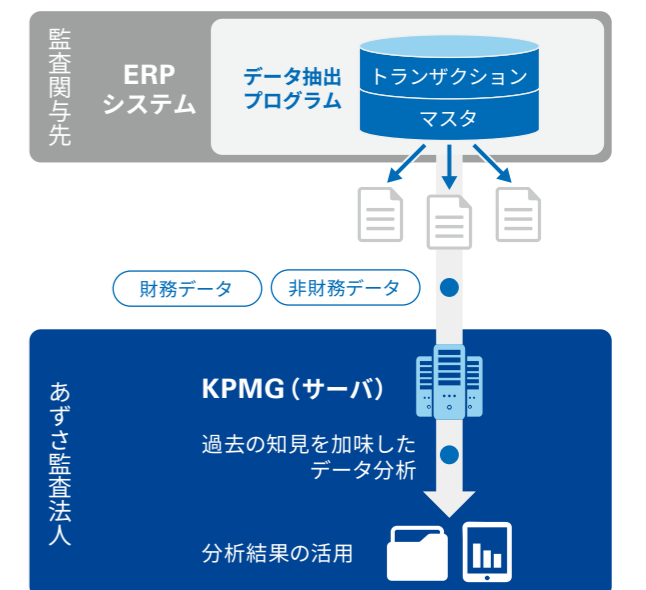 監査関与先
ERP
システム
データ抽出
プログラム
トランザクション
マスタ
財務データ
非財務データ
あずさ監査法人
KPMG（サーバ）
過去の知見を加味した
データ分析
分析結果の活用